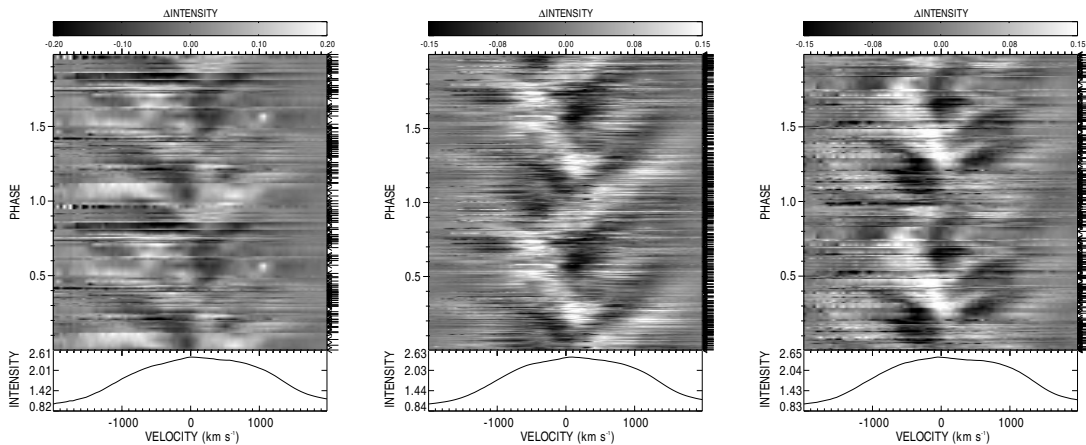 ΔINTENSITY
-0.20 -0.10 0.00 0.10 0.20
PHASE
1.5
1.0
0.5
INTENSITY
2.61
2.01
1.42
0.82
-1000 0 1000
VELOCITY (km s⁻¹)
ΔINTENSITY
-0.15 -0.08 0.00 0.08 0.15
PHASE
1.5
1.0
0.5
INTENSITY
2.63
2.03
1.43
0.84
-1000 0 1000
VELOCITY (km s⁻¹)
ΔINTENSITY
-0.15 -0.08 0.00 0.08 0.15
PHASE
1.5
1.0
0.5
INTENSITY
2.65
2.04
1.44
0.83
-1000 0 1000
VELOCITY (km s⁻¹)